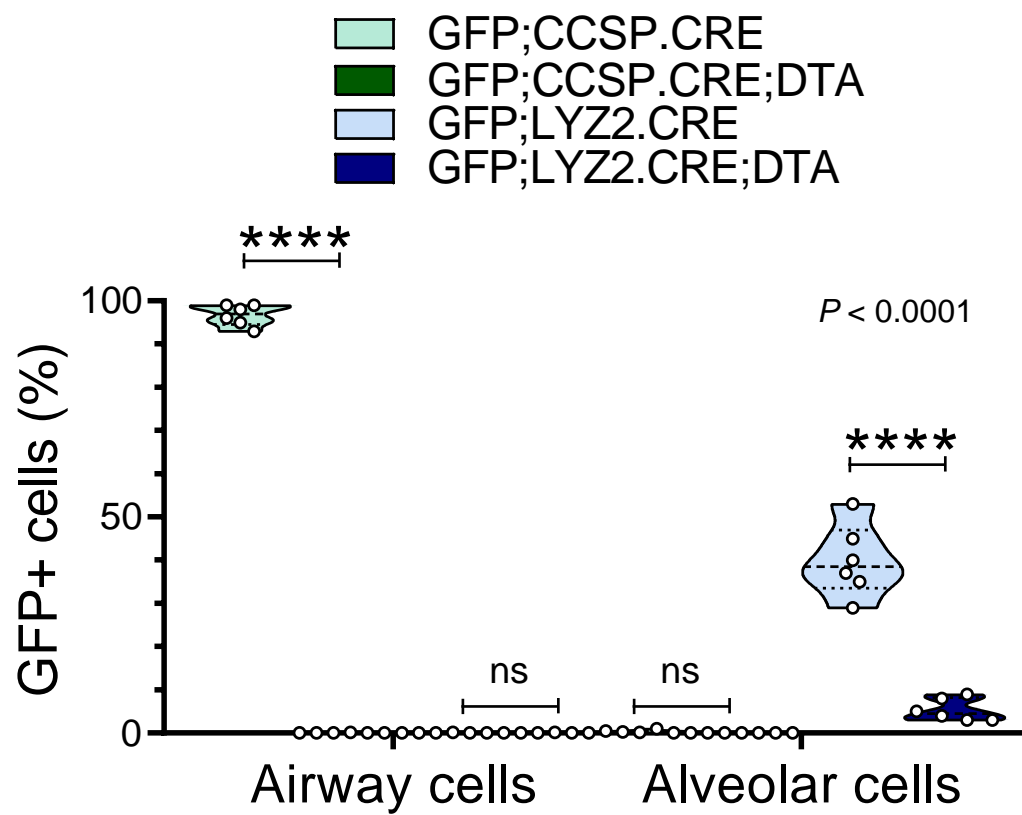 GFP;CCSP.CRE
GFP;CCSP.CRE;DTA
GFP;LYZ2.CRE
GFP;LYZ2.CRE;DTA
****
100
P < 0.0001
GFP+ cells (%)
****
50
ns
ns
0
Airway cells
Alveolar cells